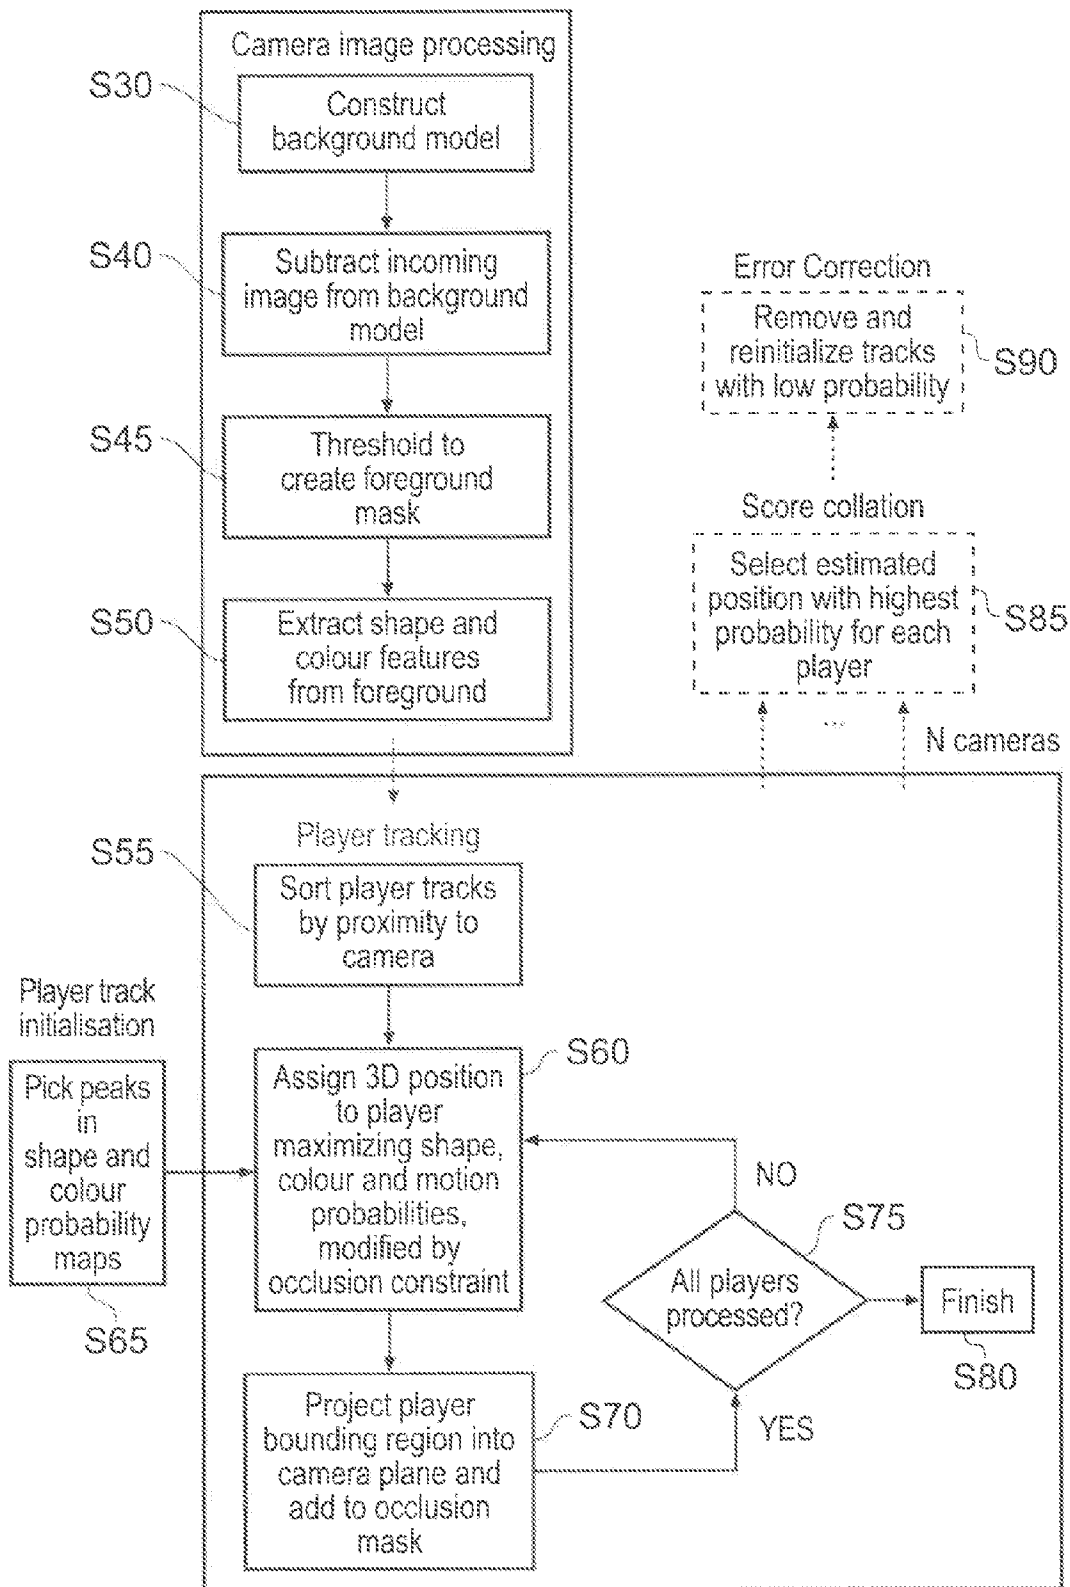 Camera image processing
S30
Construct
background model
S40
Subtract incoming
image from background
model
S45
Threshold to
create foreground
mask
S50
Extract shape and
colour features
from foreground
Error Correction
Remove and
reinitialize tracks
with low probability
S90
Score collation
Select estimated
position with highest
probability for each
player
S85
...
N cameras
Player tracking
S55
Sort player tracks
by proximity to
camera
Player track
initialisation
Pick peaks
in
shape and
colour
probability
maps
S65
S60
Assign 3D position
to player
maximizing shape,
colour and motion
probabilities,
modified by
occlusion constraint
NO
S75
All players
processed?
Finish
S80
YES
S70
Project player
bounding region into
camera plane and
add to occlusion
mask